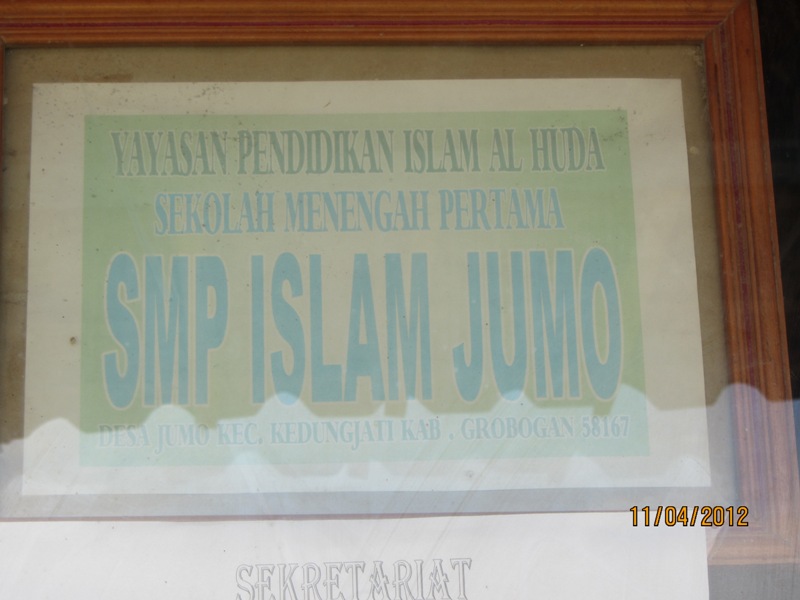 YAYASAN PENDIDIKAN ISLAM AL HUDA
SEKOLAH MENENGAH PERTAMA
SMP ISLAM JUMO
DESA JUMO KEC. KEDUNGJATI KAB , GROBOGAN 58167
11/04/2012
SEKRETARIAT